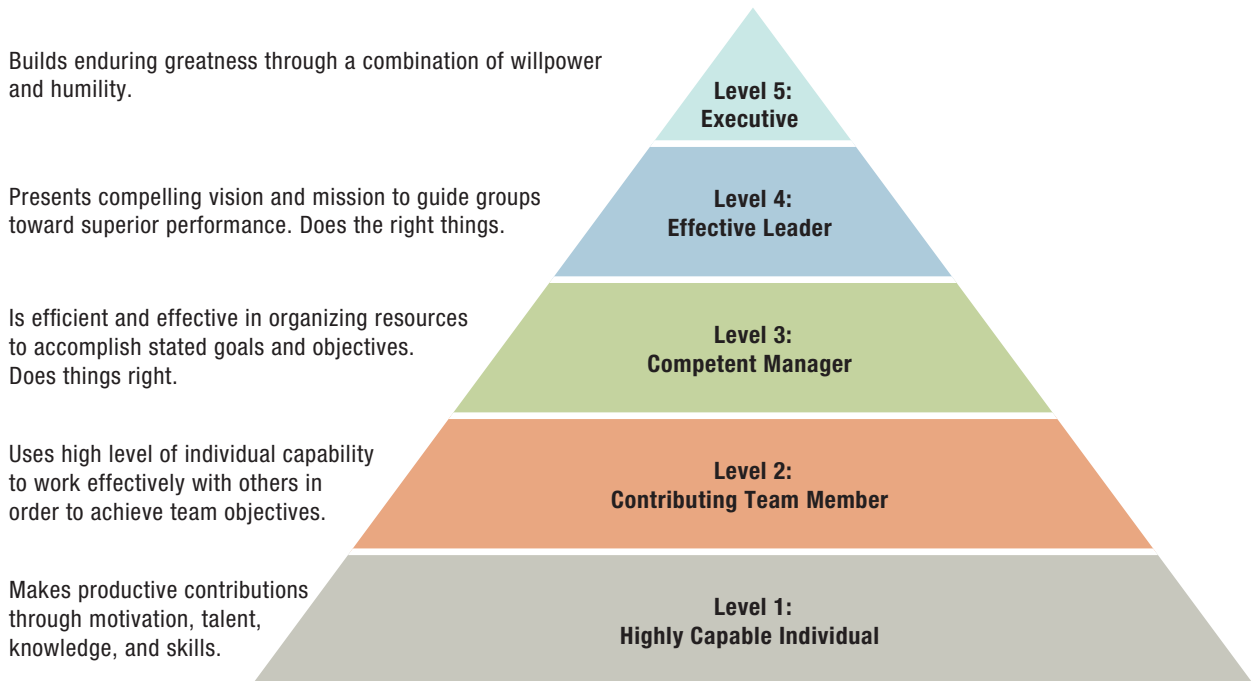 Builds enduring greatness through a combination of willpower
and humility.
Level 5:
Executive
Presents compelling vision and mission to guide groups
toward superior performance. Does the right things.
Level 4:
Effective Leader
Is efficient and effective in organizing resources
to accomplish stated goals and objectives.
Does things right.
Level 3:
Competent Manager
Uses high level of individual capability
to work effectively with others in
order to achieve team objectives.
Level 2:
Contributing Team Member
Makes productive contributions
through motivation, talent,
knowledge, and skills.
Level 1:
Highly Capable Individual